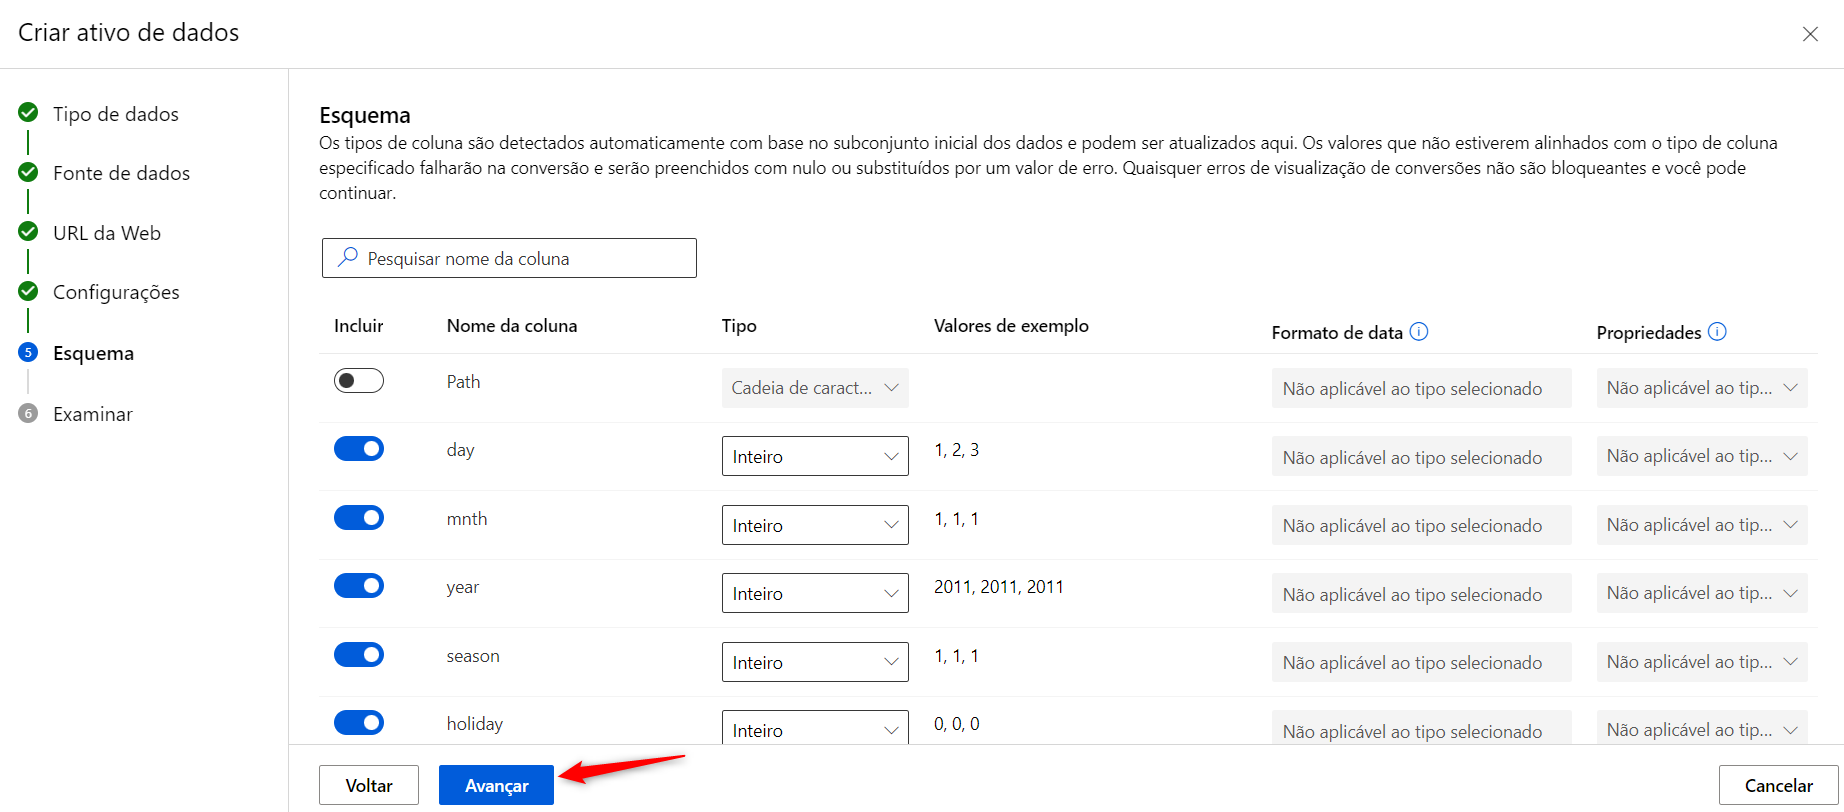 Criar ativo de dados
Tipo de dados
Fonte de dados
URL da Web
Configurações
5 Esquema
6 Examinar
Esquema
Os tipos de coluna são detectados automaticamente com base no subconjunto inicial dos dados e podem ser atualizados aqui. Os valores que não estiverem alinhados com o tipo de coluna
especificado falharão na conversão e serão preenchidos com nulo ou substituídos por um valor de erro. Quaisquer erros de visualização de conversões não são bloqueantes e você pode
continuar.
Pesquisar nome da coluna
Incluir Nome da coluna Tipo Valores de exemplo Formato de data Propriedades
Path Cadeia de caract... Não aplicável ao tipo selecionado Não aplicável ao tip...
day Inteiro 1, 2, 3 Não aplicável ao tipo selecionado Não aplicável ao tip...
mnth Inteiro 1, 1, 1 Não aplicável ao tipo selecionado Não aplicável ao tip...
year Inteiro 2011, 2011, 2011 Não aplicável ao tipo selecionado Não aplicável ao tip...
season Inteiro 1, 1, 1 Não aplicável ao tipo selecionado Não aplicável ao tip...
holiday Inteiro 0, 0, 0 Não aplicável ao tipo selecionado Não aplicável ao tip...
Voltar Avançar Cancelar